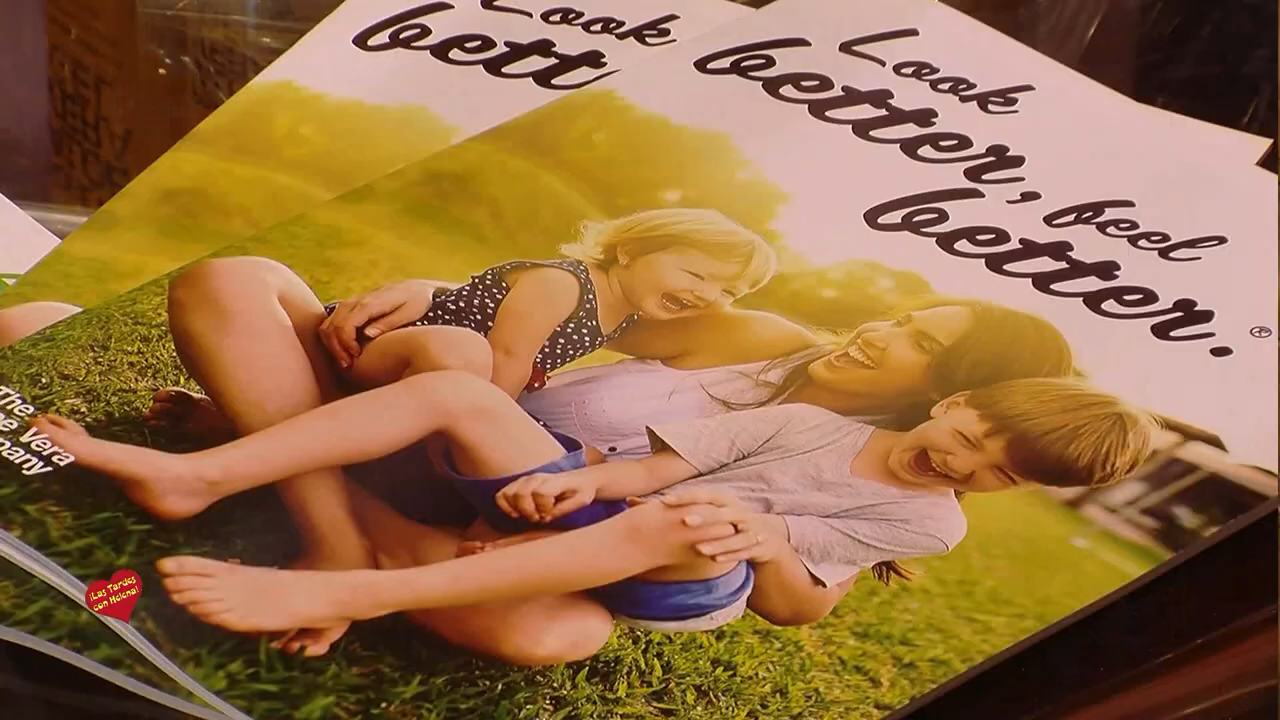 Look
bett
Look
better, feel
better.®
The
e Vera
pany
¡Las Tardes
con Helena!